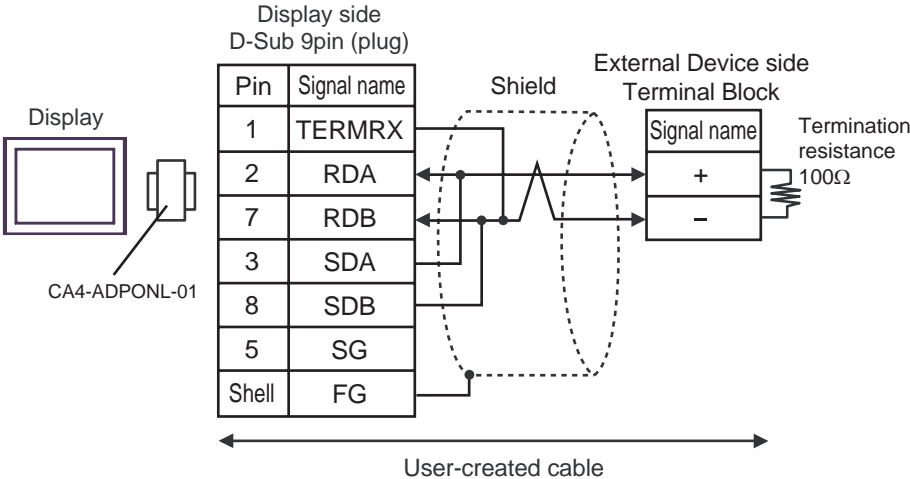 Display side
D-Sub 9pin (plug)
External Device side
Terminal Block
Shield
Display
Pin Signal name
1 TERMRX
2 RDA
7 RDB
3 SDA
8 SDB
5 SG
Shell FG
Signal name
+
–
Termination
resistance
100Ω
CA4-ADPONL-01
User-created cable